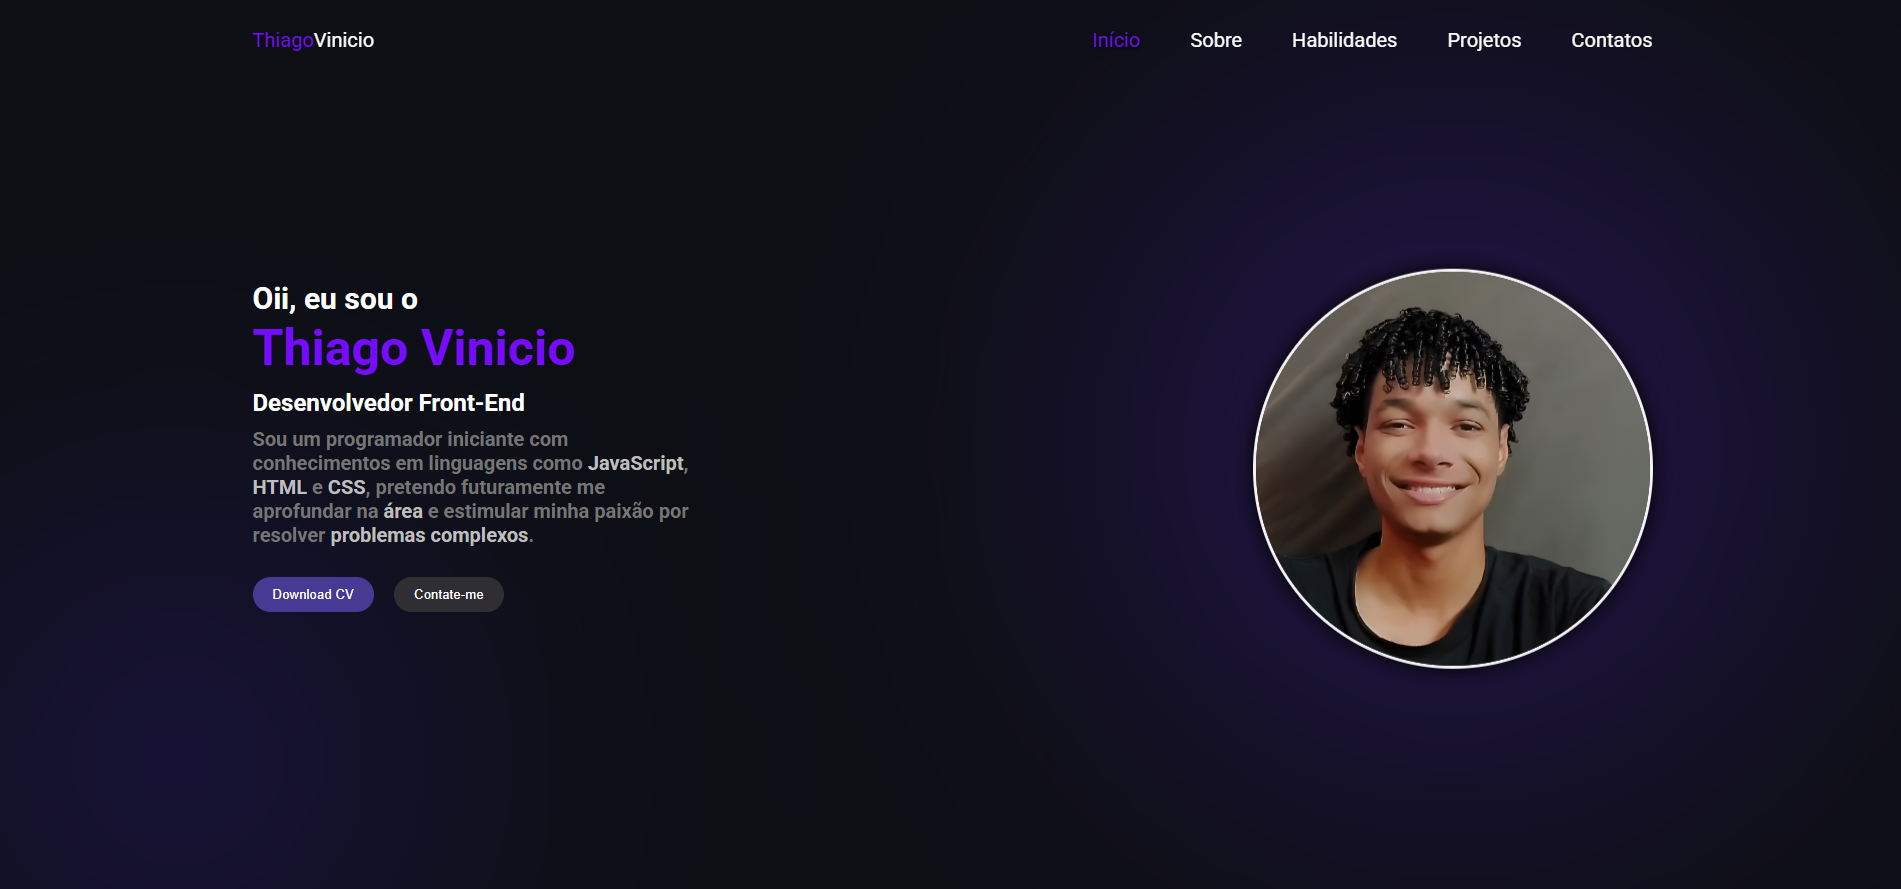 ThiagoVinicio
Início Sobre Habilidades Projetos Contatos
Oii, eu sou o
Thiago Vinicio
Desenvolvedor Front-End
Sou um programador iniciante com
conhecimentos em linguagens como JavaScript,
HTML e CSS, pretendo futuramente me
aprofundar na área e estimular minha paixão por
resolver problemas complexos.
Download CV
Contate-me